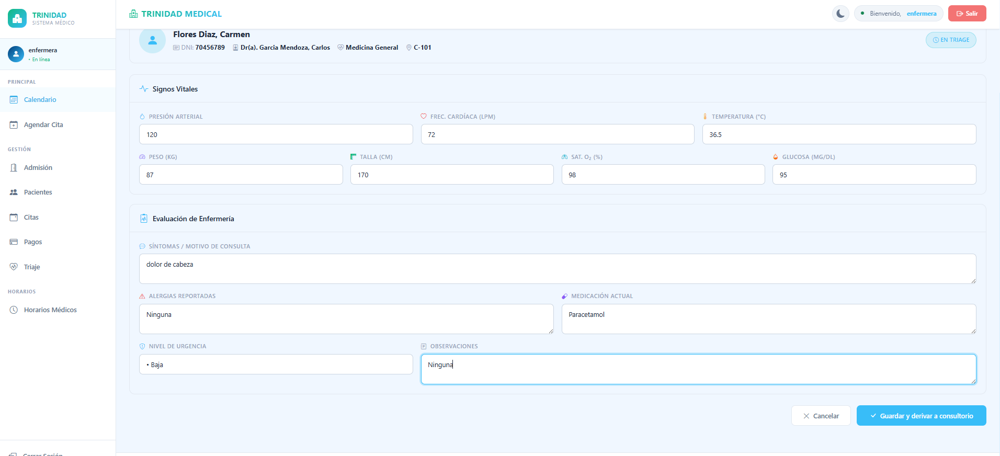 TRINIDAD
SISTEMA MÉDICO
enfermera
• En línea
PRINCIPAL
Calendario
Agendar Cita
GESTIÓN
Admisión
Pacientes
Citas
Pagos
Triaje
HORARIOS
Horarios Médicos
Cerrar Sesión
TRINIDAD MEDICAL
Bienvenido, enfermera
Salir
Flores Diaz, Carmen
DNI: 70456789 Dr(a). Garcia Mendoza, Carlos Medicina General C-101
EN TRIAGE
Signos Vitales
PRESIÓN ARTERIAL FREC. CARDÍACA (LPM) TEMPERATURA (°C)
120 72 36.5
PESO (KG) TALLA (CM) SAT. O₂ (%) GLUCOSA (MG/DL)
87 170 98 95
Evaluación de Enfermería
SÍNTOMAS / MOTIVO DE CONSULTA
dolor de cabeza
ALERGIAS REPORTADAS MEDICACIÓN ACTUAL
Ninguna Paracetamol
NIVEL DE URGENCIA OBSERVACIONES
• Baja Ninguna
Cancelar Guardar y derivar a consultorio